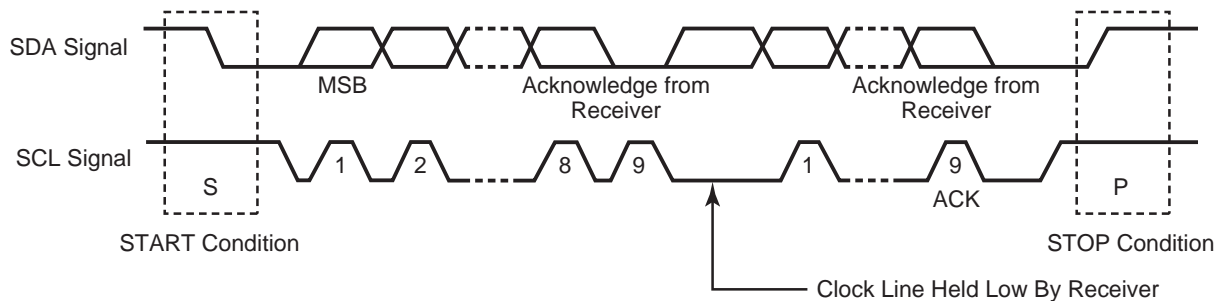 SDA Signal
MSB
Acknowledge from
Receiver
Acknowledge from
Receiver
SCL Signal
1
2
8
9
1
9
ACK
S
P
START Condition
STOP Condition
Clock Line Held Low By Receiver